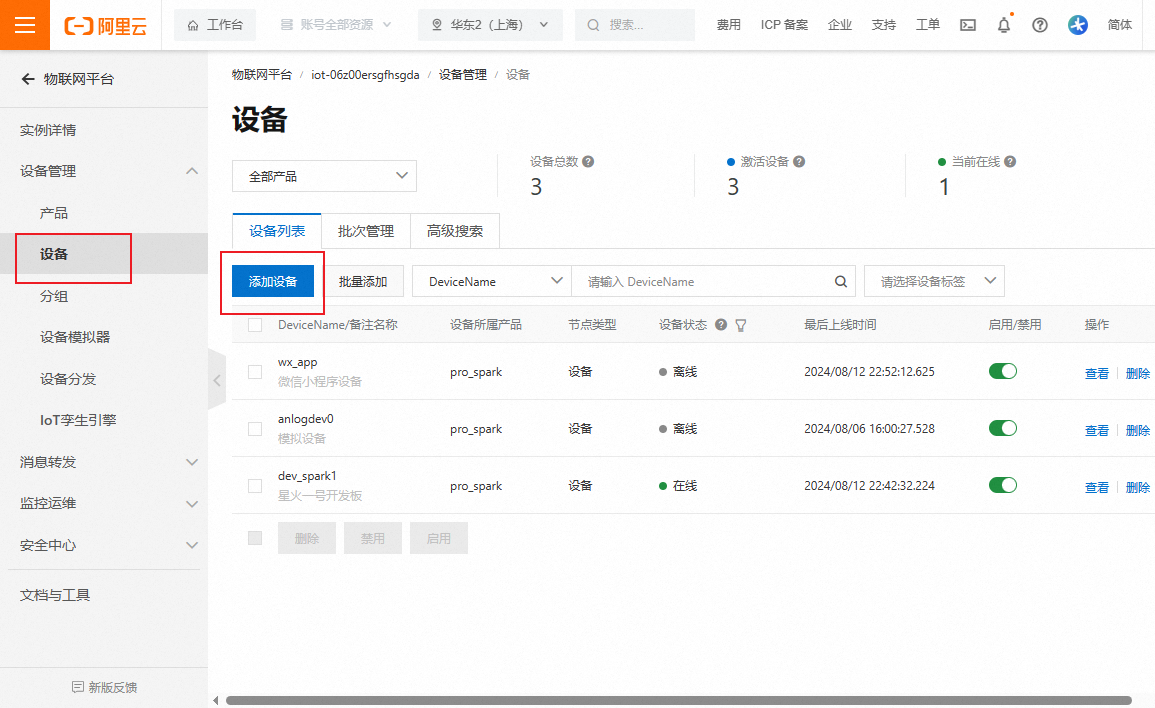 阿里云 工作台 账号全部资源 华东2（上海） 搜索... 费用 ICP 备案 企业 支持 工单 简体
物联网平台
实例详情
设备管理
产品
设备
分组
设备模拟器
设备分发
IoT孪生引擎
消息转发
监控运维
安全中心
文档与工具
新版反馈
物联网平台 / iot-06z00ersgfhsgda / 设备管理 / 设备
设备
全部产品
设备总数
3
激活设备
3
当前在线
1
设备列表 批次管理 高级搜索
添加设备 批量添加 DeviceName 请输入 DeviceName 请选择设备标签
DeviceName/备注名称 设备所属产品 节点类型 设备状态 最后上线时间 启用/禁用 操作
wx_app
微信小程序设备
pro_spark 设备 离线 2024/08/12 22:52:12.625 查看 删除
anlogdev0
模拟设备
pro_spark 设备 离线 2024/08/06 16:00:27.528 查看 删除
dev_spark1
星火一号开发板
pro_spark 设备 在线 2024/08/12 22:42:32.224 查看 删除
删除 禁用 启用